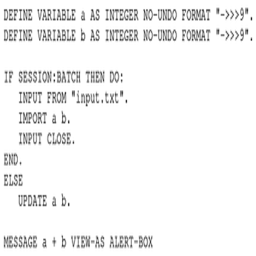 DEFINE VARIABLE a AS INTEGER NO-UNDO FORMAT "->>>9".
DEFINE VARIABLE b AS INTEGER NO-UNDO FORMAT "->>>9".
IF SESSION:BATCH THEN DO:
INPUT FROM "input.txt".
IMPORT a b.
INPUT CLOSE.
END.
ELSE
UPDATE a b.
MESSAGE a + b VIEW-AS ALERT-BOX